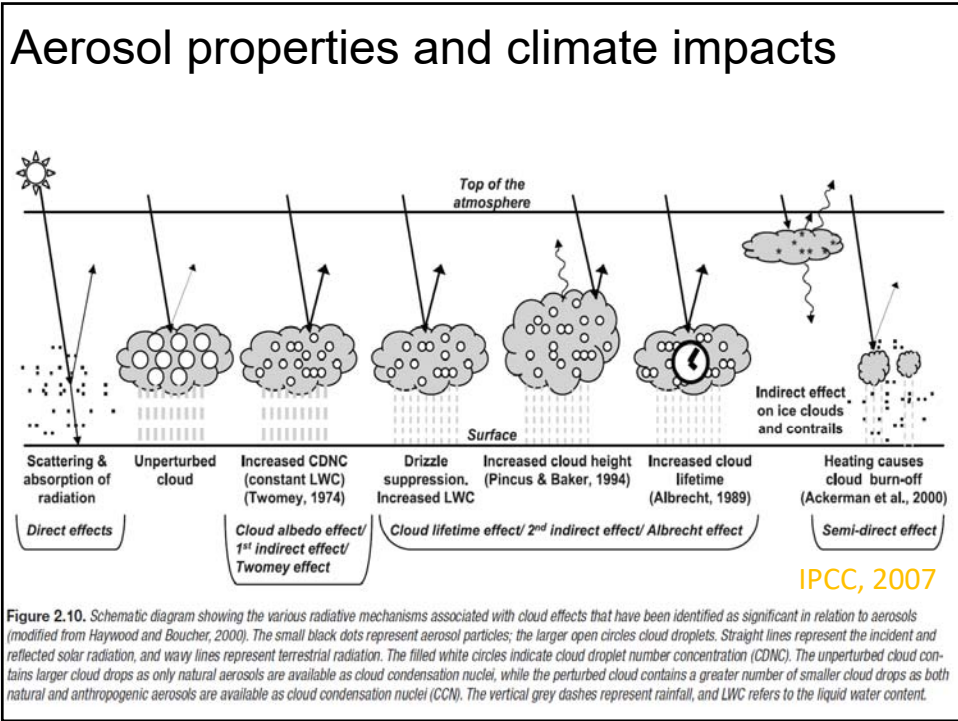 Aerosol properties and climate impacts
Top of the
atmosphere
Indirect effect
on ice clouds
and contrails
Surface
Scattering &
absorption of
radiation
Unperturbed
cloud
Increased CDNC
(constant LWC)
(Twomey, 1974)
Drizzle
suppression.
Increased LWC
Increased cloud height
(Pincus & Baker, 1994)
Increased cloud
lifetime
(Albrecht, 1989)
Heating causes
cloud burn-off
(Ackerman et al., 2000)
Direct effects
Cloud albedo effect/
1st indirect effect/
Twomey effect
Cloud lifetime effect/ 2nd indirect effect/ Albrecht effect
Semi-direct effect
IPCC, 2007
Figure 2.10. Schematic diagram showing the various radiative mechanisms associated with cloud effects that have been identified as significant in relation to aerosols
(modified from Haywood and Boucher, 2000). The small black dots represent aerosol particles; the larger open circles cloud droplets. Straight lines represent the incident and
reflected solar radiation, and wavy lines represent terrestrial radiation. The filled white circles indicate cloud droplet number concentration (CDNC). The unperturbed cloud con-
tains larger cloud drops as only natural aerosols are available as cloud condensation nuclei, while the perturbed cloud contains a greater number of smaller cloud drops as both
natural and anthropogenic aerosols are available as cloud condensation nuclei (CCN). The vertical grey dashes represent rainfall, and LWC refers to the liquid water content.